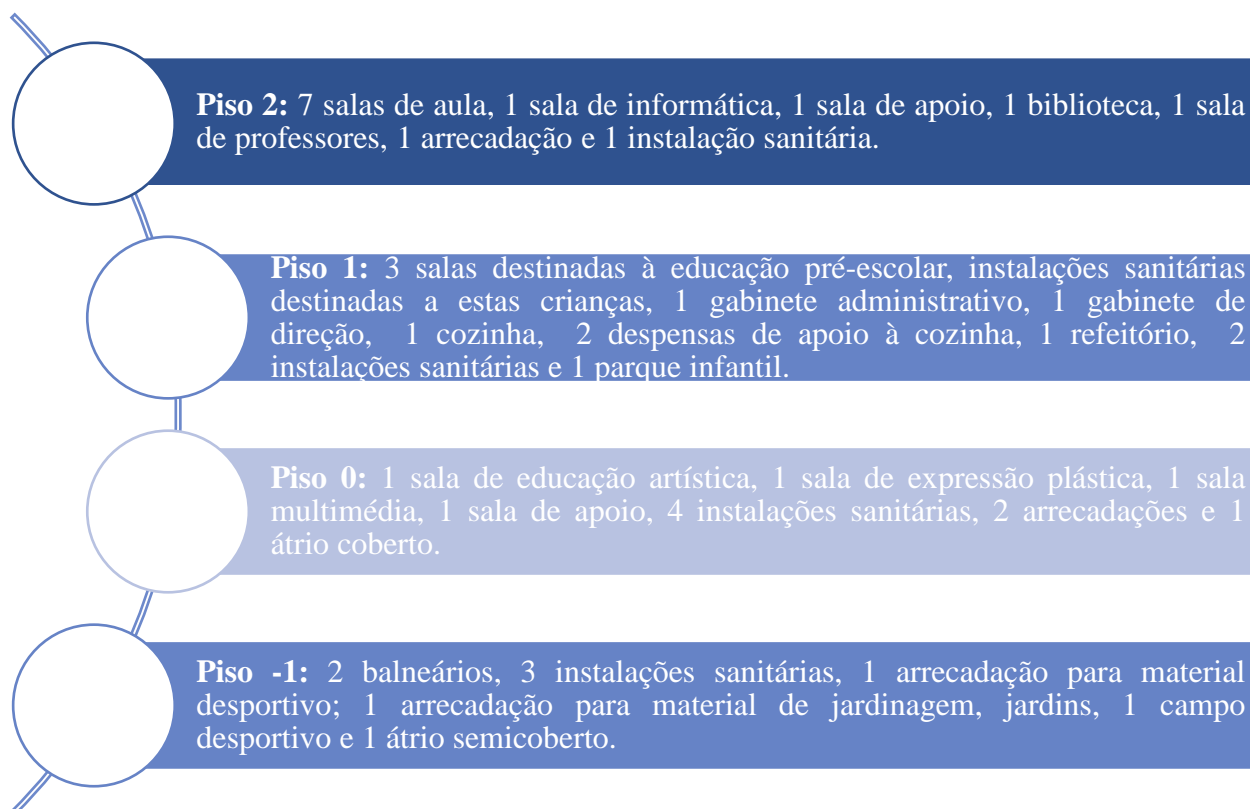 Piso 2: 7 salas de aula, 1 sala de informática, 1 sala de apoio, 1 biblioteca, 1 sala
de professores, 1 arrecadação e 1 instalação sanitária.
Piso 1: 3 salas destinadas à educação pré-escolar, instalações sanitárias
destinadas a estas crianças, 1 gabinete administrativo, 1 gabinete de
direção, 1 cozinha, 2 despensas de apoio à cozinha, 1 refeitório, 2
instalações sanitárias e 1 parque infantil.
Piso 0: 1 sala de educação artística, 1 sala de expressão plástica, 1 sala
multimédia, 1 sala de apoio, 4 instalações sanitárias, 2 arrecadações e 1
átrio coberto.
Piso -1: 2 balneários, 3 instalações sanitárias, 1 arrecadação para material
desportivo; 1 arrecadação para material de jardinagem, jardins, 1 campo
desportivo e 1 átrio semicoberto.